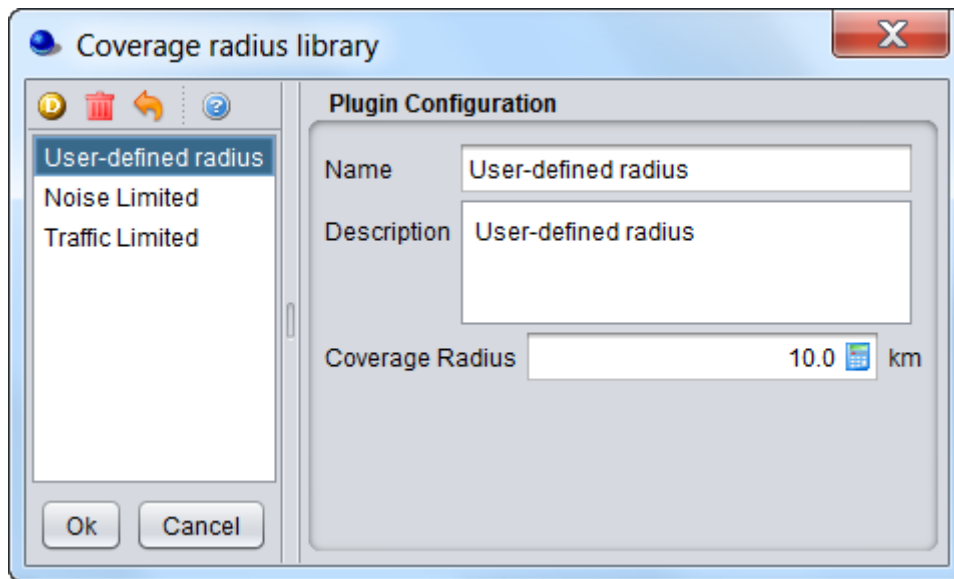 Coverage radius library
User-defined radius
Noise Limited
Traffic Limited
Ok Cancel
Plugin Configuration
Name User-defined radius
Description User-defined radius
Coverage Radius 10.0 km